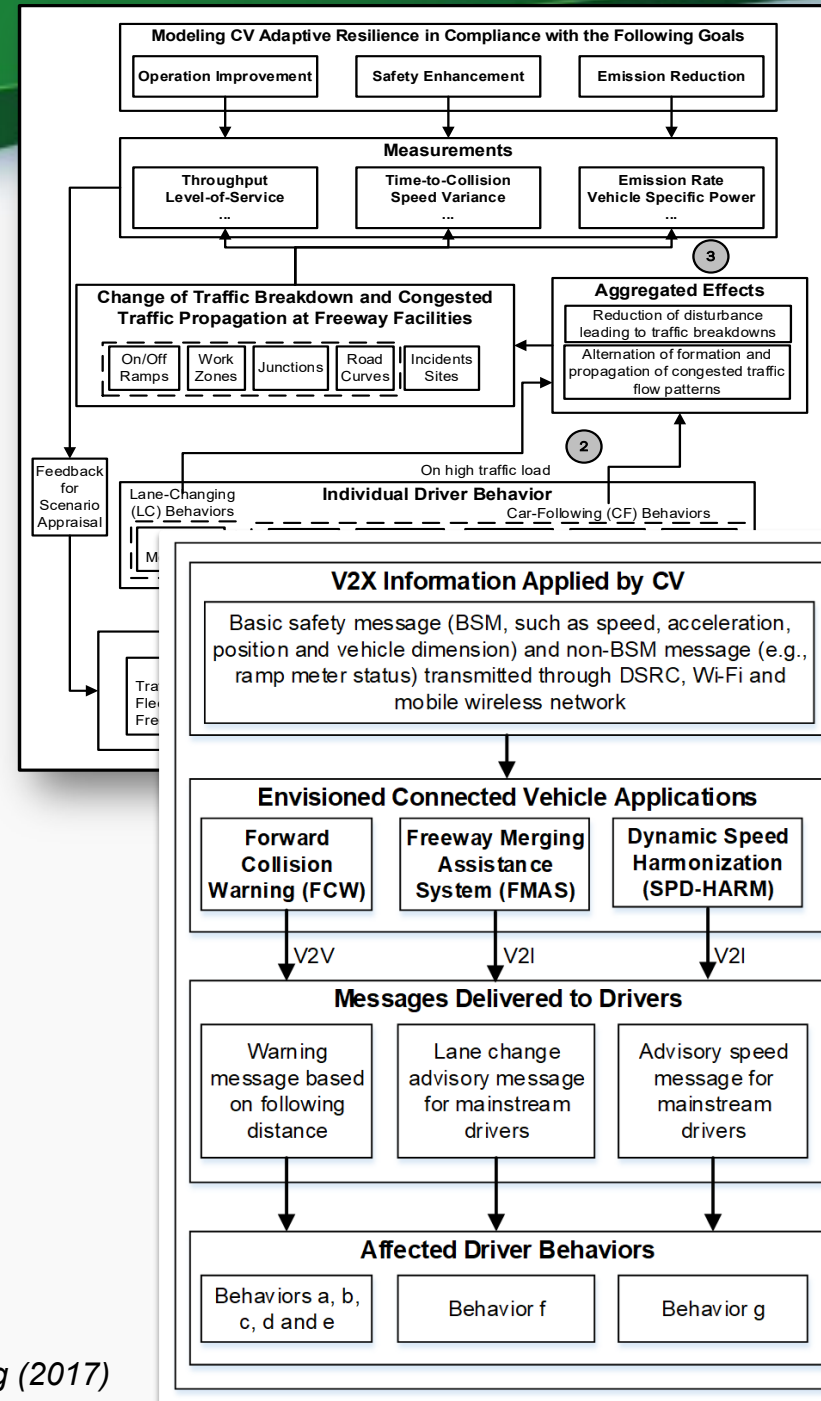 Modeling CV Adaptive Resilience in Compliance with the Following Goals
Operation Improvement
Safety Enhancement
Emission Reduction
Measurements
Throughput
Level-of-Service
...
Time-to-Collision
Speed Variance
...
Emission Rate
Vehicle Specific Power
...
3
Change of Traffic Breakdown and Congested
Traffic Propagation at Freeway Facilities
On/Off
Ramps
Work
Zones
Junctions
Road
Curves
Incidents
Sites
Aggregated Effects
Reduction of disturbance
leading to traffic breakdowns
Alternation of formation and
propagation of congested traffic
flow patterns
2
On high traffic load
Feedback
for
Scenario
Appraisal
Lane-Changing
(LC) Behaviors
Individual Driver Behavior
Car-Following (CF) Behaviors
V2X Information Applied by CV
Basic safety message (BSM, such as speed, acceleration,
position and vehicle dimension) and non-BSM message (e.g.,
ramp meter status) transmitted through DSRC, Wi-Fi and
mobile wireless network
Envisioned Connected Vehicle Applications
Forward
Collision
Warning (FCW)
Freeway Merging
Assistance
System (FMAS)
Dynamic Speed
Harmonization
(SPD-HARM)
V2V
V2I
V2I
Messages Delivered to Drivers
Warning
message based
on following
distance
Lane change
advisory message
for mainstream
drivers
Advisory speed
message for
mainstream
drivers
Affected Driver Behaviors
Behaviors a, b,
c, d and e
Behavior f
Behavior g
(2017)